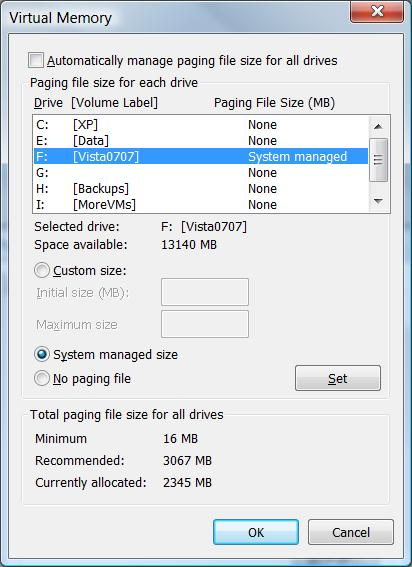 Virtual Memory
Automatically manage paging file size for all drives
Paging file size for each drive
Drive [Volume Label] Paging File Size (MB)
C: [XP] None
E: [Data] None
F: [Vista0707] System managed
G: None
H: [Backups] None
I: [MoreVMs] None
Selected drive: F: [Vista0707]
Space available: 13140 MB
Custom size:
Initial size (MB):
Maximum size
System managed size
No paging file
Set
Total paging file size for all drives
Minimum 16 MB
Recommended: 3067 MB
Currently allocated: 2345 MB
OK Cancel